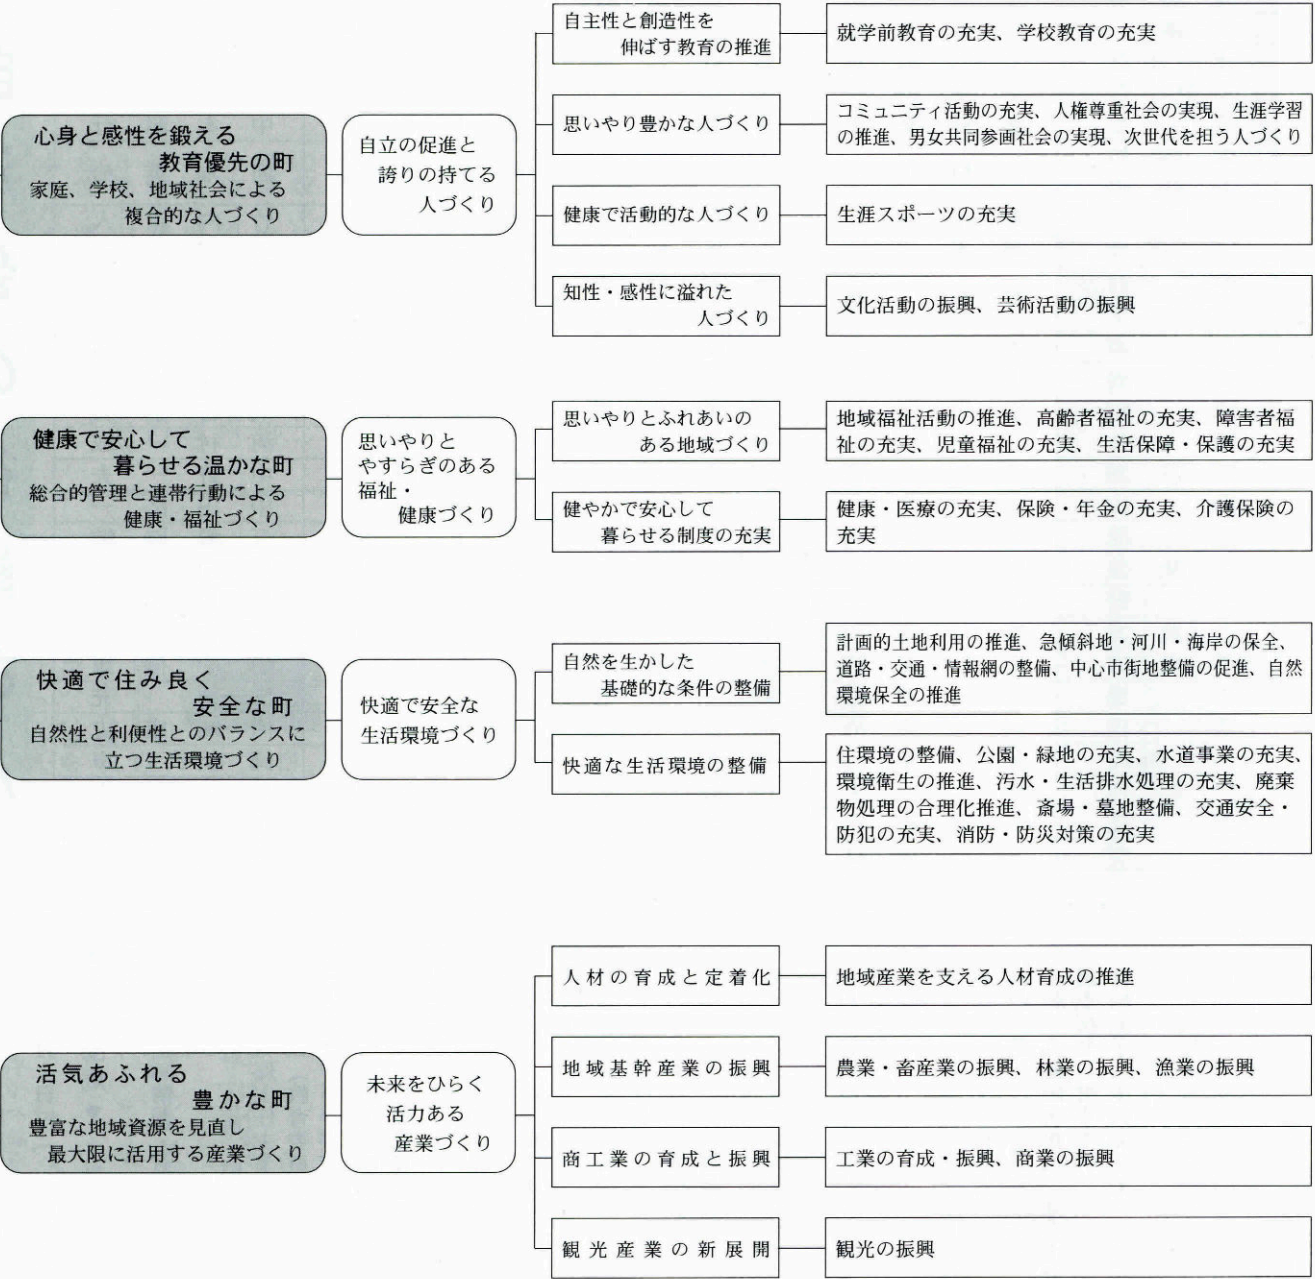 心身と感性を鍛える
教育優先の町
家庭、学校、地域社会による
複合的な人づくり
自立の促進と
誇りの持てる
人づくり
自主性と創造性を
伸ばす教育の推進
就学前教育の充実、学校教育の充実
思いやり豊かな人づくり
コミュニティ活動の充実、人権尊重社会の実現、生涯学習
の推進、男女共同参画社会の実現、次世代を担う人づくり
健康で活動的な人づくり
生涯スポーツの充実
知性・感性に溢れた
人づくり
文化活動の振興、芸術活動の振興
健康で安心して
暮らせる温かな町
総合的管理と連帯行動による
健康・福祉づくり
思いやりと
やすらぎのある
福祉・
健康づくり
思いやりとふれあいの
ある地域づくり
地域福祉活動の推進、高齢者福祉の充実、障害者福
祉の充実、児童福祉の充実、生活保障・保護の充実
健やかで安心して
暮らせる制度の充実
健康・医療の充実、保険・年金の充実、介護保険の
充実
快適で住み良く
安全な町
自然性と利便性とのバランスに
立つ生活環境づくり
快適で安全な
生活環境づくり
自然を生かした
基礎的な条件の整備
計画的土地利用の推進、急傾斜地・河川・海岸の保全、
道路・交通・情報網の整備、中心市街地整備の促進、自然
環境保全の推進
快適な生活環境の整備
住環境の整備、公園・緑地の充実、水道事業の充実、
環境衛生の推進、汚水・生活排水処理の充実、廃棄
物処理の合理化推進、斎場・墓地整備、交通安全・
防犯の充実、消防・防災対策の充実
活気あふれる
豊かな町
豊富な地域資源を見直し
最大限に活用する産業づくり
未来をひらく
活力ある
産業づくり
人材の育成と定着化
地域産業を支える人材育成の推進
地域基幹産業の振興
農業・畜産業の振興、林業の振興、漁業の振興
商工業の育成と振興
工業の育成・振興、商業の振興
観光産業の新展開
観光の振興